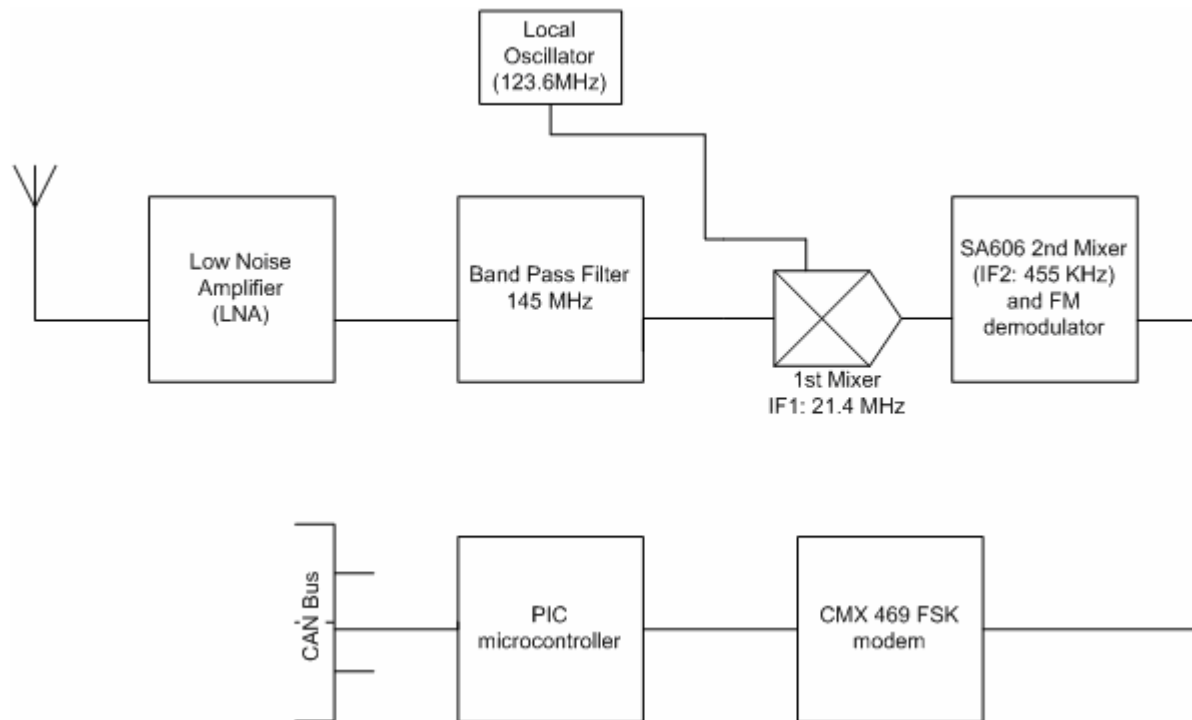 Local
Oscillator
(123.6MHz)
Low Noise
Amplifier
(LNA)
Band Pass Filter
145 MHz
1st Mixer
IF1: 21.4 MHz
SA606 2nd Mixer
(IF2: 455 KHz)
and FM
demodulator
CAN Bus
PIC
microcontroller
CMX 469 FSK
modem